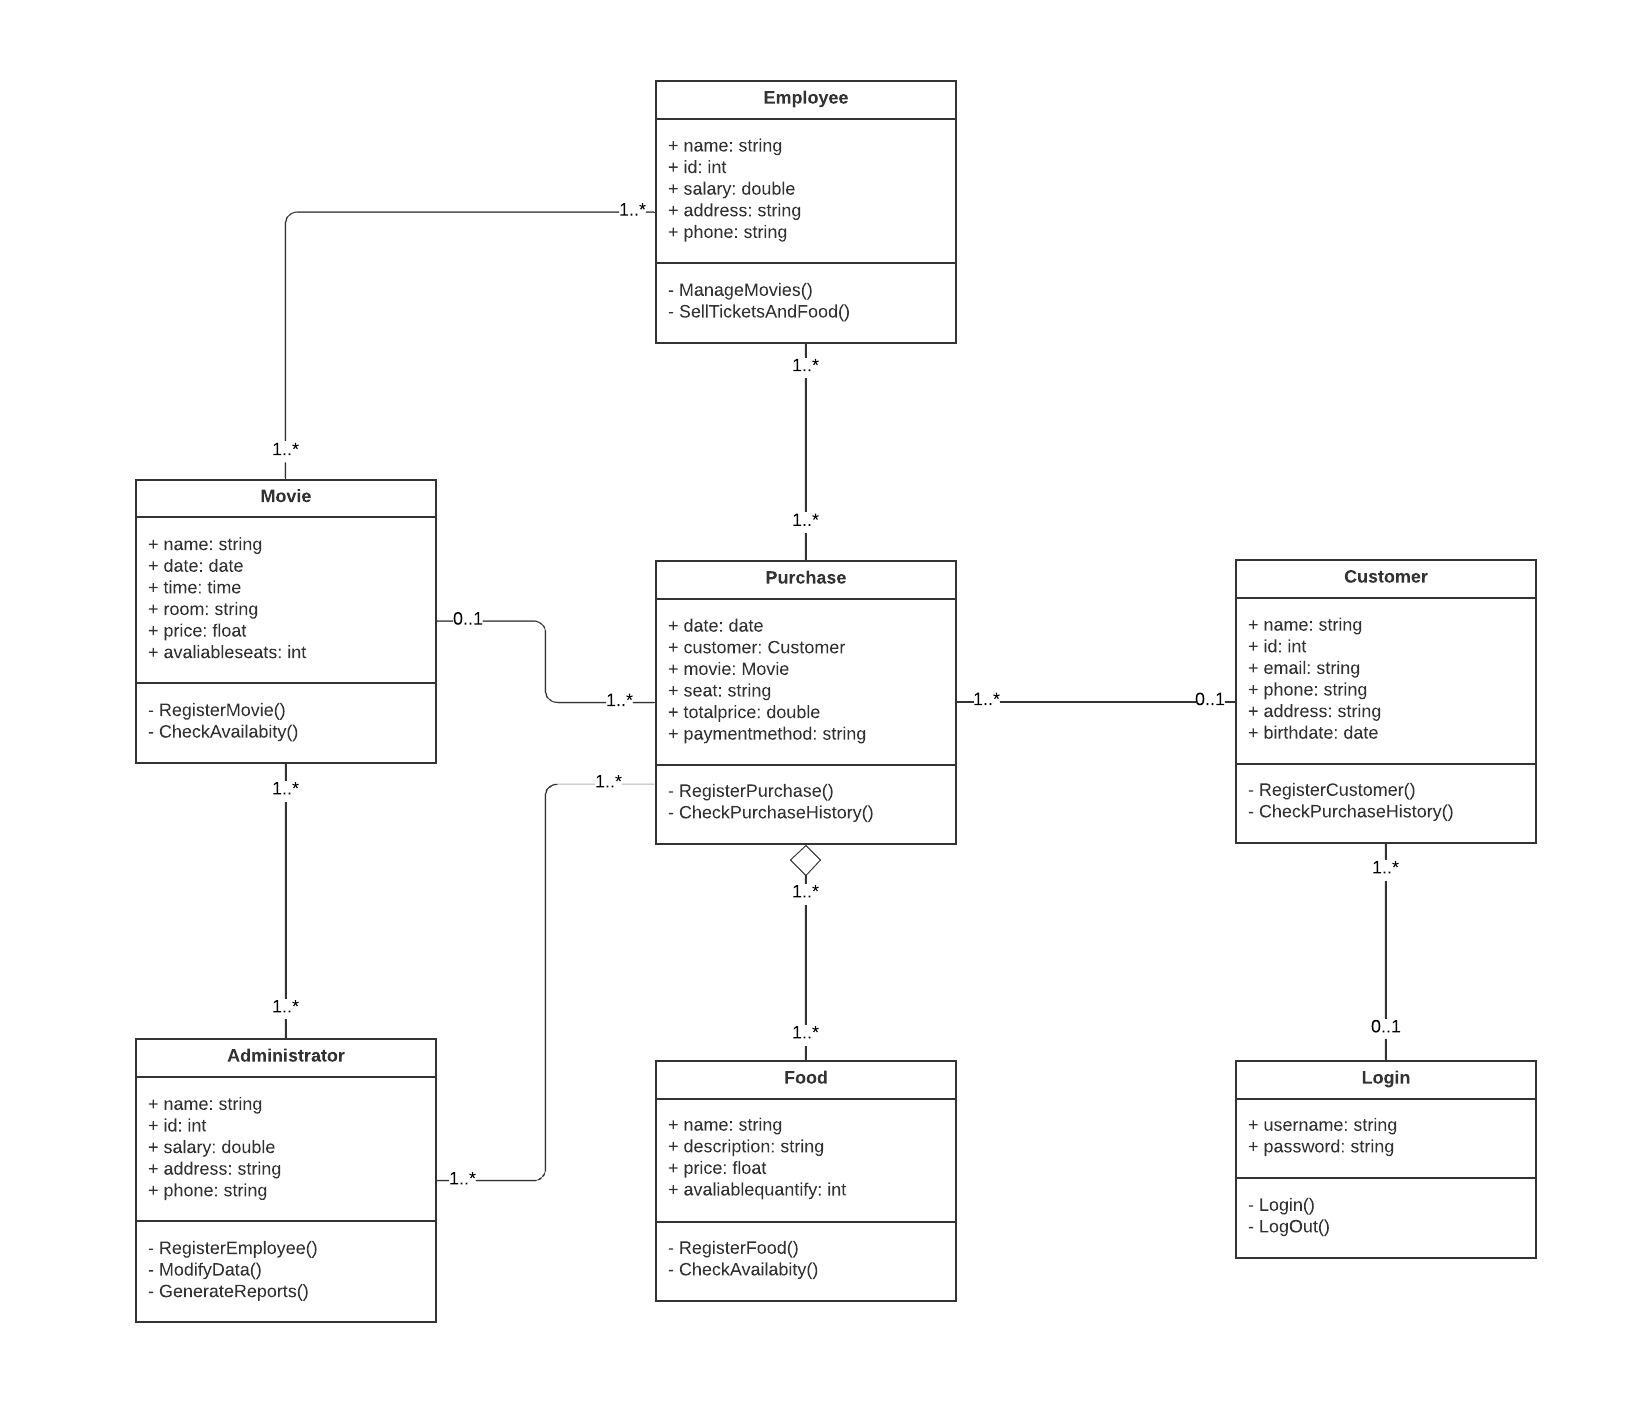 Employee
+ name: string
+ id: int
+ salary: double
+ address: string
+ phone: string
- ManageMovies()
- SellTicketsAndFood()
1..*
1..*
1..*
1..*
Movie
+ name: string
+ date: date
+ time: time
+ room: string
+ price: float
+ avaliableseats: int
- RegisterMovie()
- CheckAvailabity()
0..1
1..*
Purchase
+ date: date
+ customer: Customer
+ movie: Movie
+ seat: string
+ totalprice: double
+ paymentmethod: string
- RegisterPurchase()
- CheckPurchaseHistory()
1..*
0..1
Customer
+ name: string
+ id: int
+ email: string
+ phone: string
+ address: string
+ birthdate: date
- RegisterCustomer()
- CheckPurchaseHistory()
1..*
1..*
1..*
1..*
1..*
1..*
0..1
Administrator
+ name: string
+ id: int
+ salary: double
+ address: string
+ phone: string
- RegisterEmployee()
- ModifyData()
- GenerateReports()
1..*
Food
+ name: string
+ description: string
+ price: float
+ avaliablequantify: int
- RegisterFood()
- CheckAvailabity()
Login
+ username: string
+ password: string
- Login()
- LogOut()